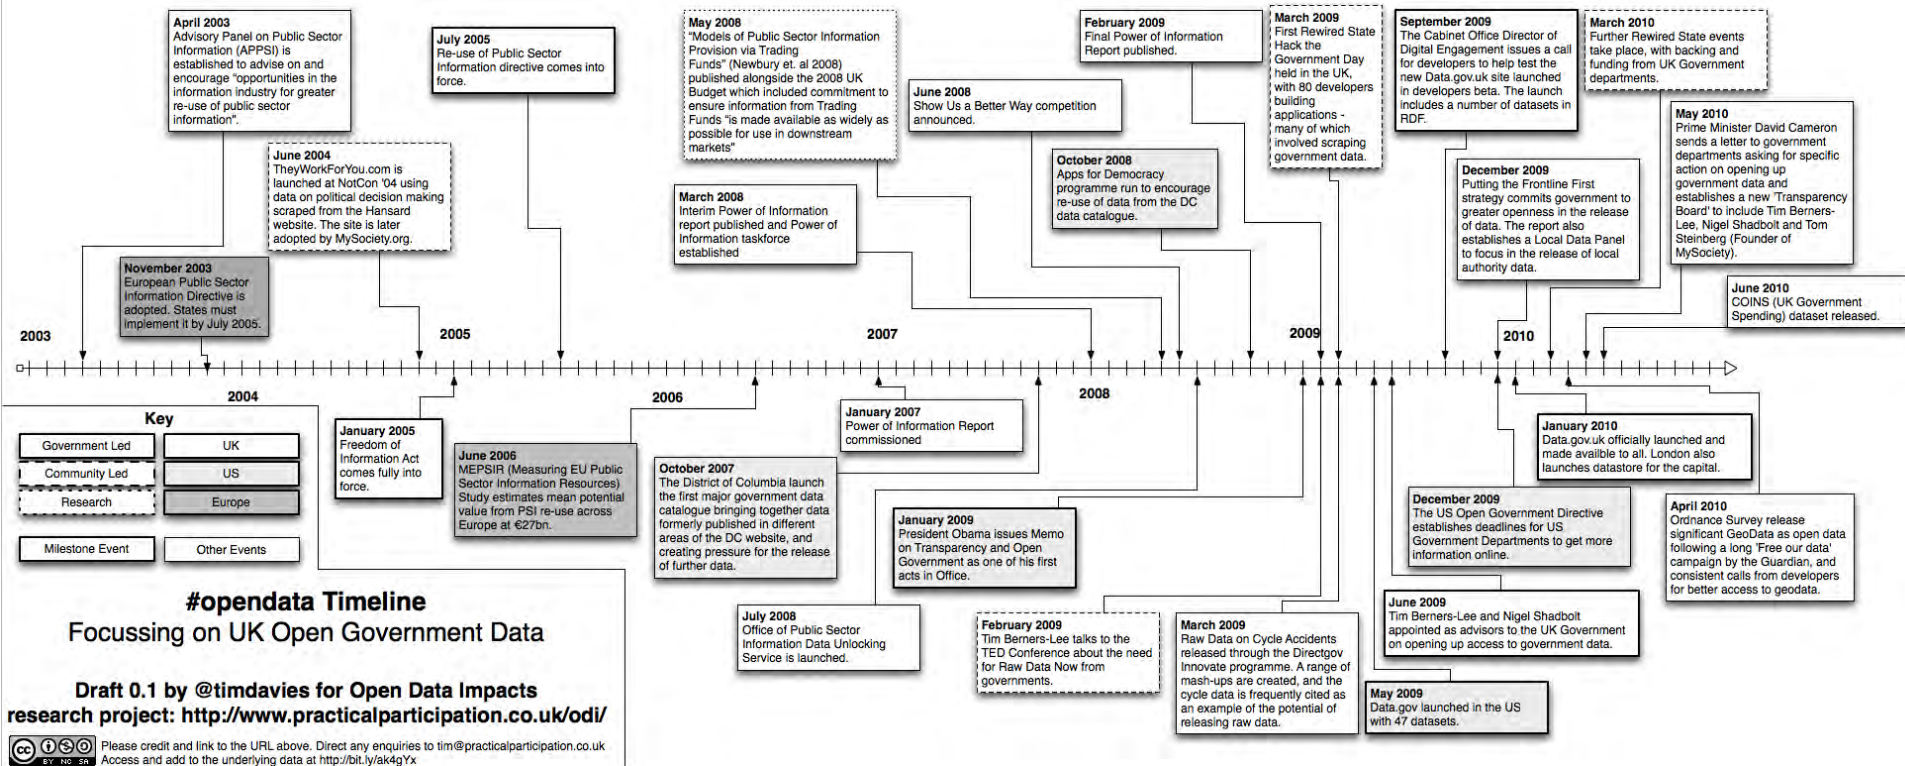 April 2003
Advisory Panel on Public Sector
Information (APPSI) is
established to advise on and
encourage "opportunities in the
information industry for greater
re-use of public sector
information".
July 2005
Re-use of Public Sector
Information directive comes into
force.
May 2008
"Models of Public Sector Information
Provision via Trading
Funds" (Newbury et. al 2008)
published alongside the 2008 UK
Budget which included commitment to
ensure information from Trading
Funds "is made available as widely as
possible for use in downstream
markets"
February 2009
Final Power of Information
Report published.
March 2009
First Rewired State
Hack the
Government Day
held in the UK,
with 80 developers
building
applications -
many of which
involved scraping
government data.
September 2009
The Cabinet Office Director of
Digital Engagement issues a call
for developers to help test the
new Data.gov.uk site launched
in developers beta. The launch
includes a number of datasets in
RDF.
March 2010
Further Rewired State events
take place, with backing and
funding from UK Government
departments.
June 2004
TheyWorkForYou.com is
launched at NotCon '04 using
data on political decision making
scraped from the Hansard
website. The site is later
adopted by MySociety.org.
June 2008
Show Us a Better Way competition
announced.
May 2010
Prime Minister David Cameron
sends a letter to government
departments asking for specific
action on opening up
government data and
establishes a new 'Transparency
Board' to include Tim Berners-
Lee, Nigel Shadbolt and Tom
Steinberg (Founder of
MySociety).
October 2008
Apps for Democracy
programme run to encourage
re-use of data from the DC
data catalogue.
December 2009
Putting the Frontline First
strategy commits government to
greater openness in the release
of data. The report also
establishes a Local Data Panel
to focus in the release of local
authority data.
March 2008
Interim Power of Information
report published and Power of
Information taskforce
established
November 2003
European Public Sector
Information Directive is
adopted. States must
implement it by July 2005.
June 2010
COINS (UK Government
Spending) dataset released.
2003
2005
2007
2009
2010
2004
2006
2008
Key
Government Led
UK
Community Led
US
Research
Europe
Milestone Event
Other Events
January 2005
Freedom of
Information Act
comes fully into
force.
June 2006
MEPSIR (Measuring EU Public
Sector Information Resources)
Study estimates mean potential
value from PSI re-use across
Europe at €27bn.
January 2007
Power of Information Report
commissioned
October 2007
The District of Columbia launch
the first major government data
catalogue bringing together data
formerly published in different
areas of the DC website, and
creating pressure for the release
of further data.
January 2009
President Obama issues Memo
on Transparency and Open
Government as one of his first
acts in Office.
January 2010
Data.gov.uk officially launched and
made availble to all. London also
launches datastore for the capital.
December 2009
The US Open Government Directive
establishes deadlines for US
Government Departments to get more
information online.
April 2010
Ordnance Survey release
significant GeoData as open data
following a long 'Free our data'
campaign by the Guardian, and
consistent calls from developers
for better access to geodata.
July 2008
Office of Public Sector
Information Data Unlocking
Service is launched.
February 2009
Tim Berners-Lee talks to the
TED Conference about the need
for Raw Data Now from
governments.
March 2009
Raw Data on Cycle Accidents
released through the Directgov
Innovate programme. A range of
mash-ups are created, and the
cycle data is frequently cited as
an example of the potential of
releasing raw data.
June 2009
Tim Berners-Lee and Nigel Shadbolt
appointed as advisors to the UK Government
on opening up access to government data.
May 2009
Data.gov launched in the US
with 47 datasets.
#opendata Timeline
Focussing on UK Open Government Data
Draft 0.1 by @timdavies for Open Data Impacts
research project: http://www.practicalparticipation.co.uk/odi/
cc
BY NC SA
Please credit and link to the URL above. Direct any enquiries to tim@practicalparticipation.co.uk
Access and add to the underlying data at http://bit.ly/ak4gYx